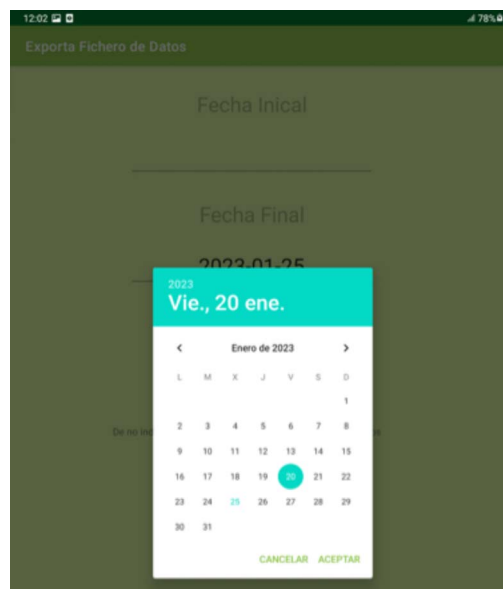 12:02 78%
Exporta Fichero de Datos
Fecha Inical
Fecha Final
2023-01-25
2023
Vie., 20 ene.
Enero de 2023
L M X J V S D
1
2 3 4 5 6 7 8
9 10 11 12 13 14 15
16 17 18 19 20 21 22
23 24 25 26 27 28 29
30 31
De no
CANCELAR ACEPTAR